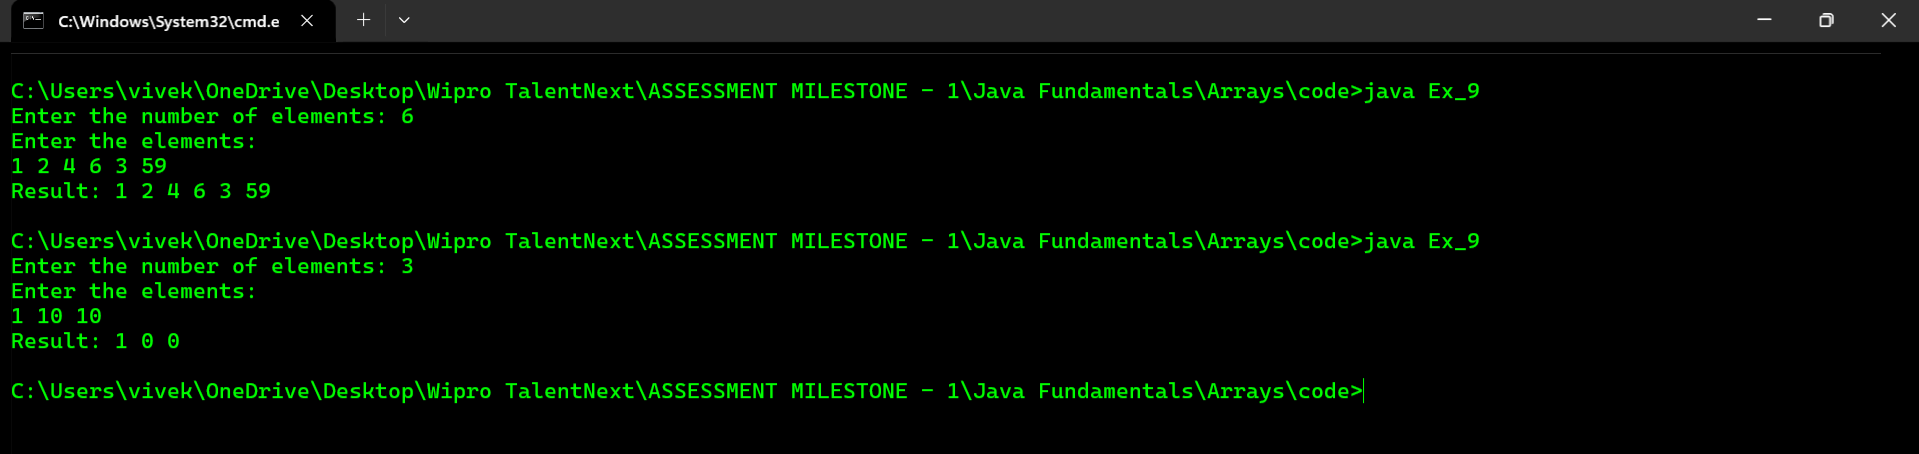 C:\Windows\System32\cmd.e
C:\Users\vivek\OneDrive\Desktop\Wipro TalentNext\ASSESSMENT MILESTONE - 1\Java Fundamentals\Arrays\code>java Ex_9
Enter the number of elements: 6
Enter the elements:
1 2 4 6 3 59
Result: 1 2 4 6 3 59
C:\Users\vivek\OneDrive\Desktop\Wipro TalentNext\ASSESSMENT MILESTONE - 1\Java Fundamentals\Arrays\code>java Ex_9
Enter the number of elements: 3
Enter the elements:
1 10 10
Result: 1 0 0
C:\Users\vivek\OneDrive\Desktop\Wipro TalentNext\ASSESSMENT MILESTONE - 1\Java Fundamentals\Arrays\code>